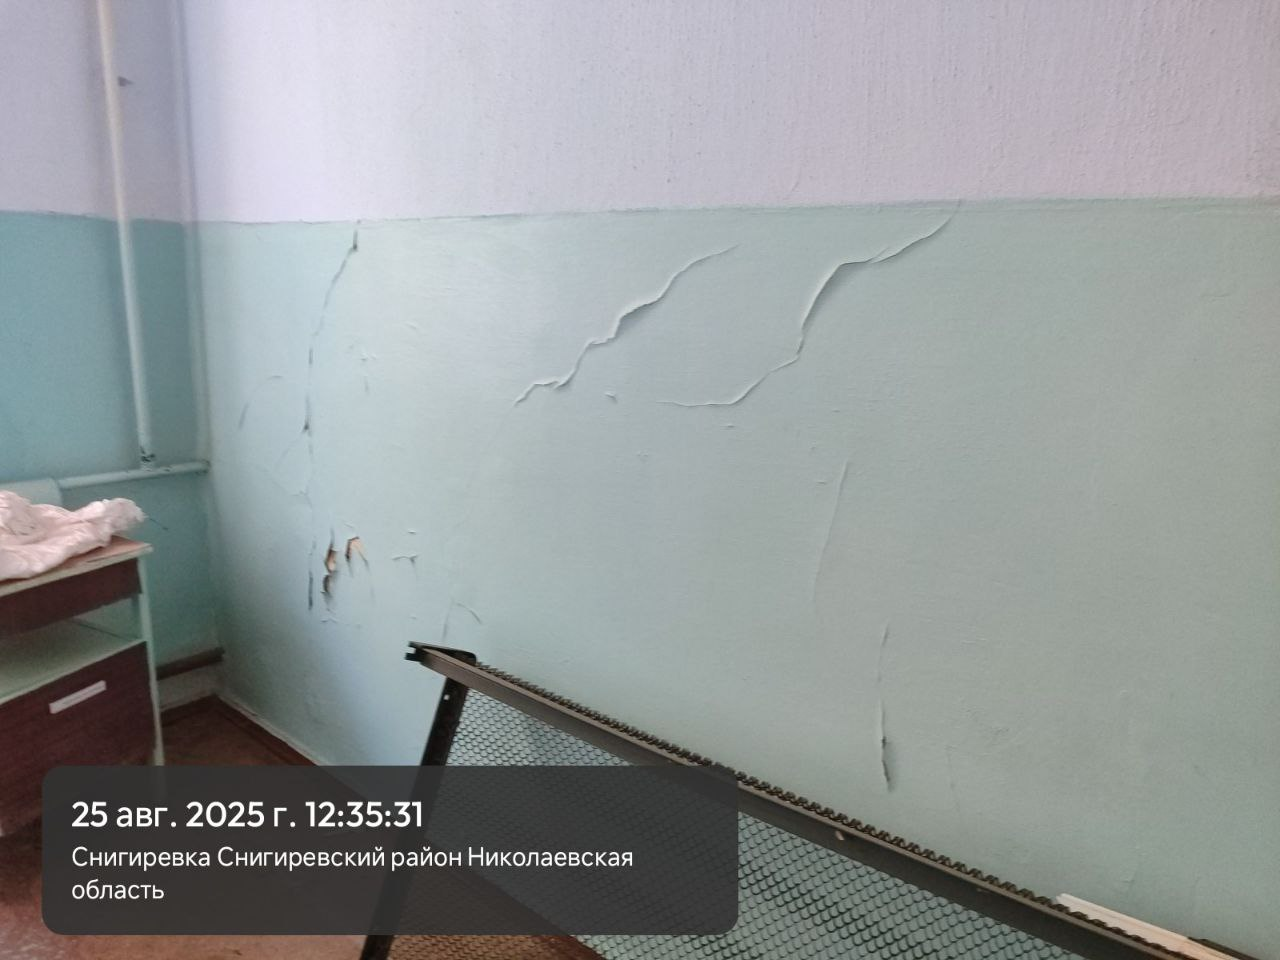 25 авг. 2025 г. 12:35:31
Снигиревка Снигиревский район Николаевская
область